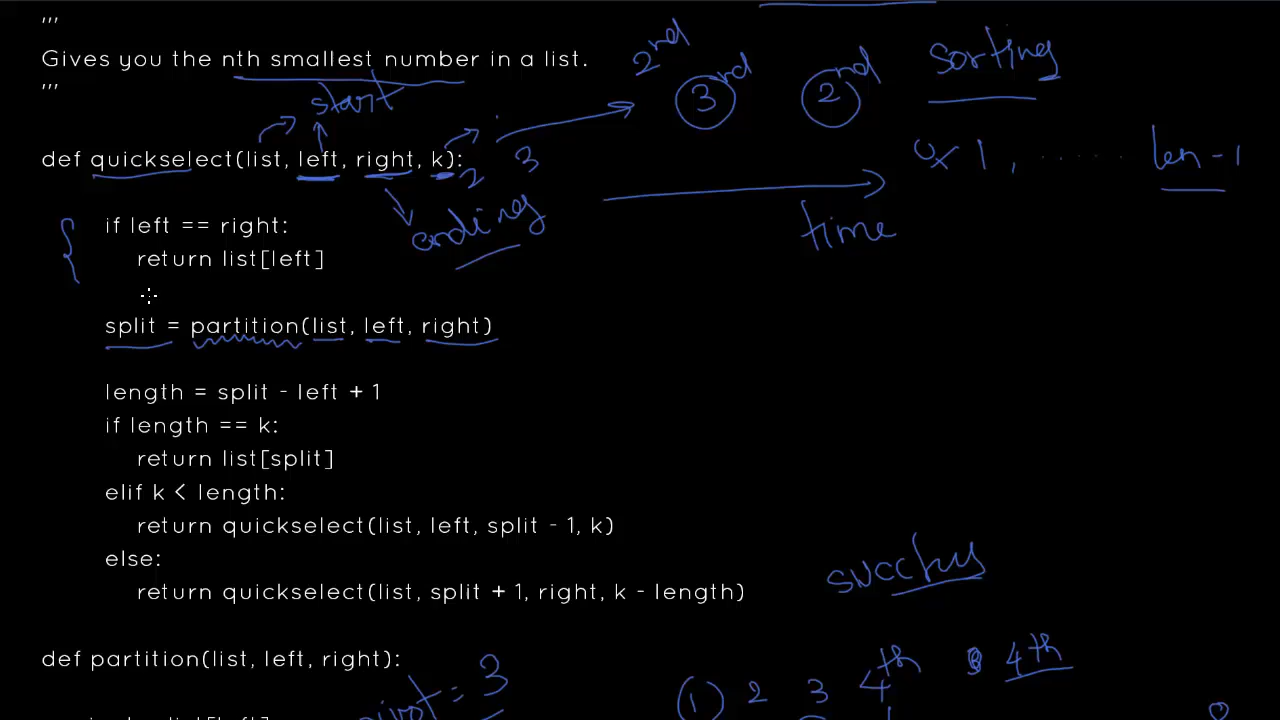 '''
Gives you the nth smallest number in a list.
'''
2nd
3rd
2nd
sorting
start
def quickselect(list, left, right, k):
2 3
0 1, ...... len-1
ending
time
if left == right:
return list[left]
split = partition(list, left, right)
length = split - left + 1
if length == k:
return list[split]
elif k < length:
return quickselect(list, left, split - 1, k)
else:
return quickselect(list, split + 1, right, k - length)
def partition(list, left, right):
pivot = 3
1 2 3 4th 4th